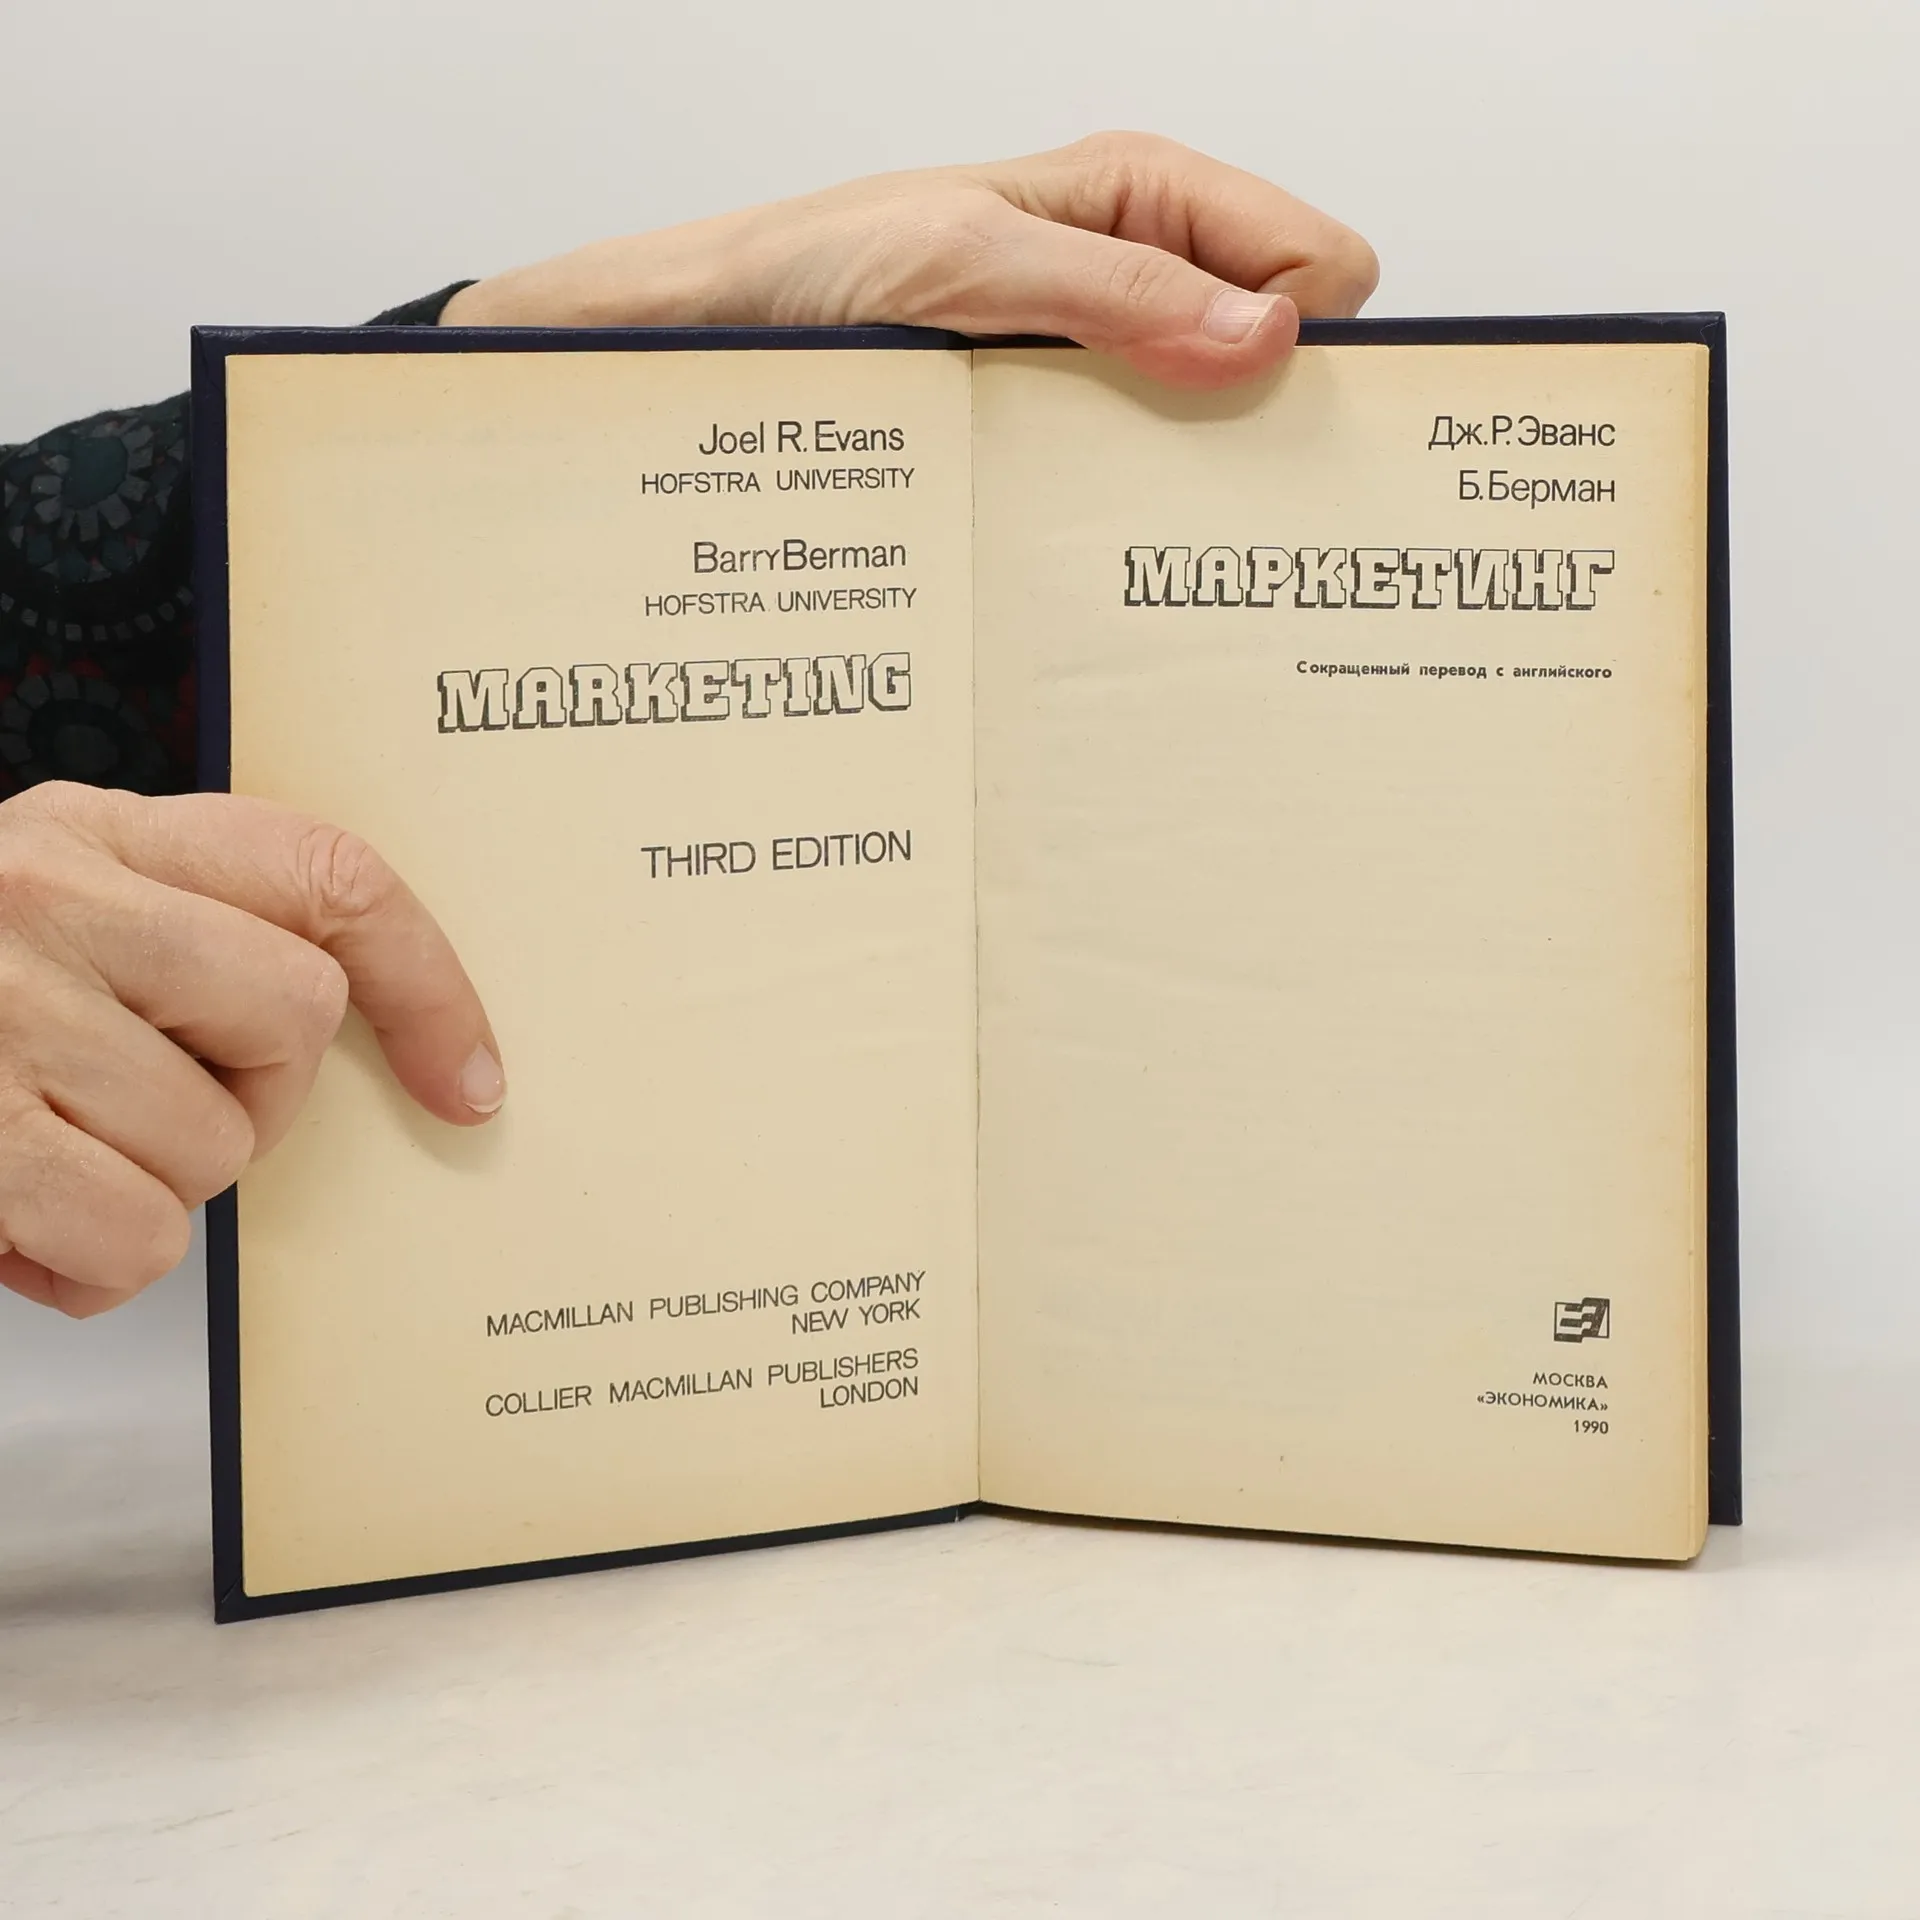 Joel R. Evans
HOFSTRA UNIVERSITY
Barry Berman
HOFSTRA UNIVERSITY
MARKETING
THIRD EDITION
MACMILLAN PUBLISHING COMPANY
NEW YORK
COLLIER MACMILLAN PUBLISHERS
LONDON
Дж.Р.Эванс
Б.Берман
МАРКЕТИНГ
Сокращенный перевод с английского
МОСКВА
«ЭКОНОМИКА»
1990